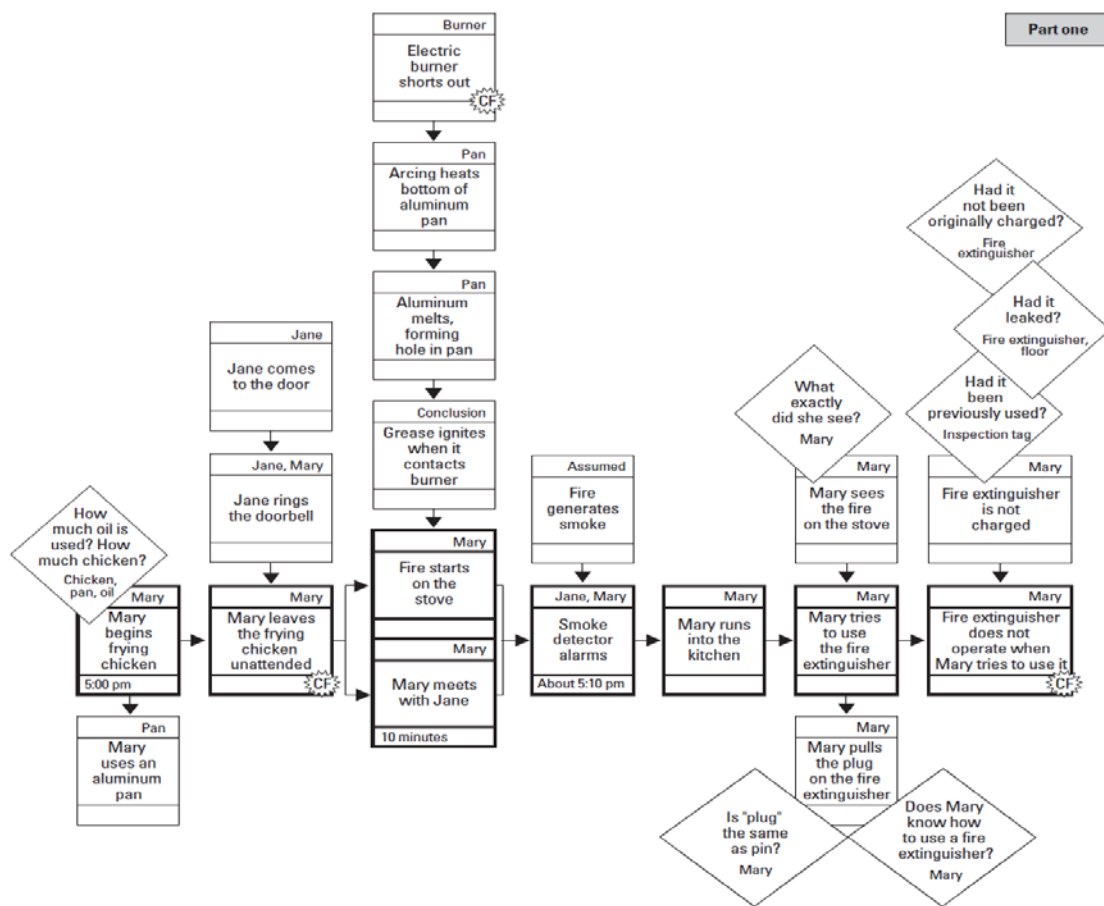 Part one
Burner
Electric
burner
shorts out
CF
Pan
Arcing heats
bottom of
aluminum
pan
Pan
Aluminum
melts,
forming
hole in pan
Conclusion
Grease ignites
when it
contacts
burner
Jane
Jane comes
to the door
Jane, Mary
Jane rings
the doorbell
How
much oil is
used? How
much chicken?
Chicken,
pan, oil
Mary
Mary
begins
frying
chicken
5:00 pm
Pan
Mary
uses an
aluminum
pan
Mary
Mary leaves
the frying
chicken
unattended
CF
Mary
Fire starts
on the
stove
Mary
Mary meets
with Jane
10 minutes
Assumed
Fire
generates
smoke
Jane, Mary
Smoke
detector
alarms
About 5:10 pm
Mary
Mary runs
into the
kitchen
What
exactly
did she see?
Mary
Mary
Mary sees
the fire
on the stove
Mary
Mary tries
to use
the fire
extinguisher
Mary
Mary pulls
the plug
on the fire
extinguisher
Is "plug"
the same
as pin?
Mary
Does Mary
know how
to use a fire
extinguisher?
Mary
Had it
not been
originally charged?
Fire
extinguisher
Had it
leaked?
Fire extinguisher,
floor
Had it
been
previously used?
Inspection tag
Mary
Fire extinguisher
is not
charged
Mary
Fire extinguisher
does not
operate when
Mary tries to use it
CF